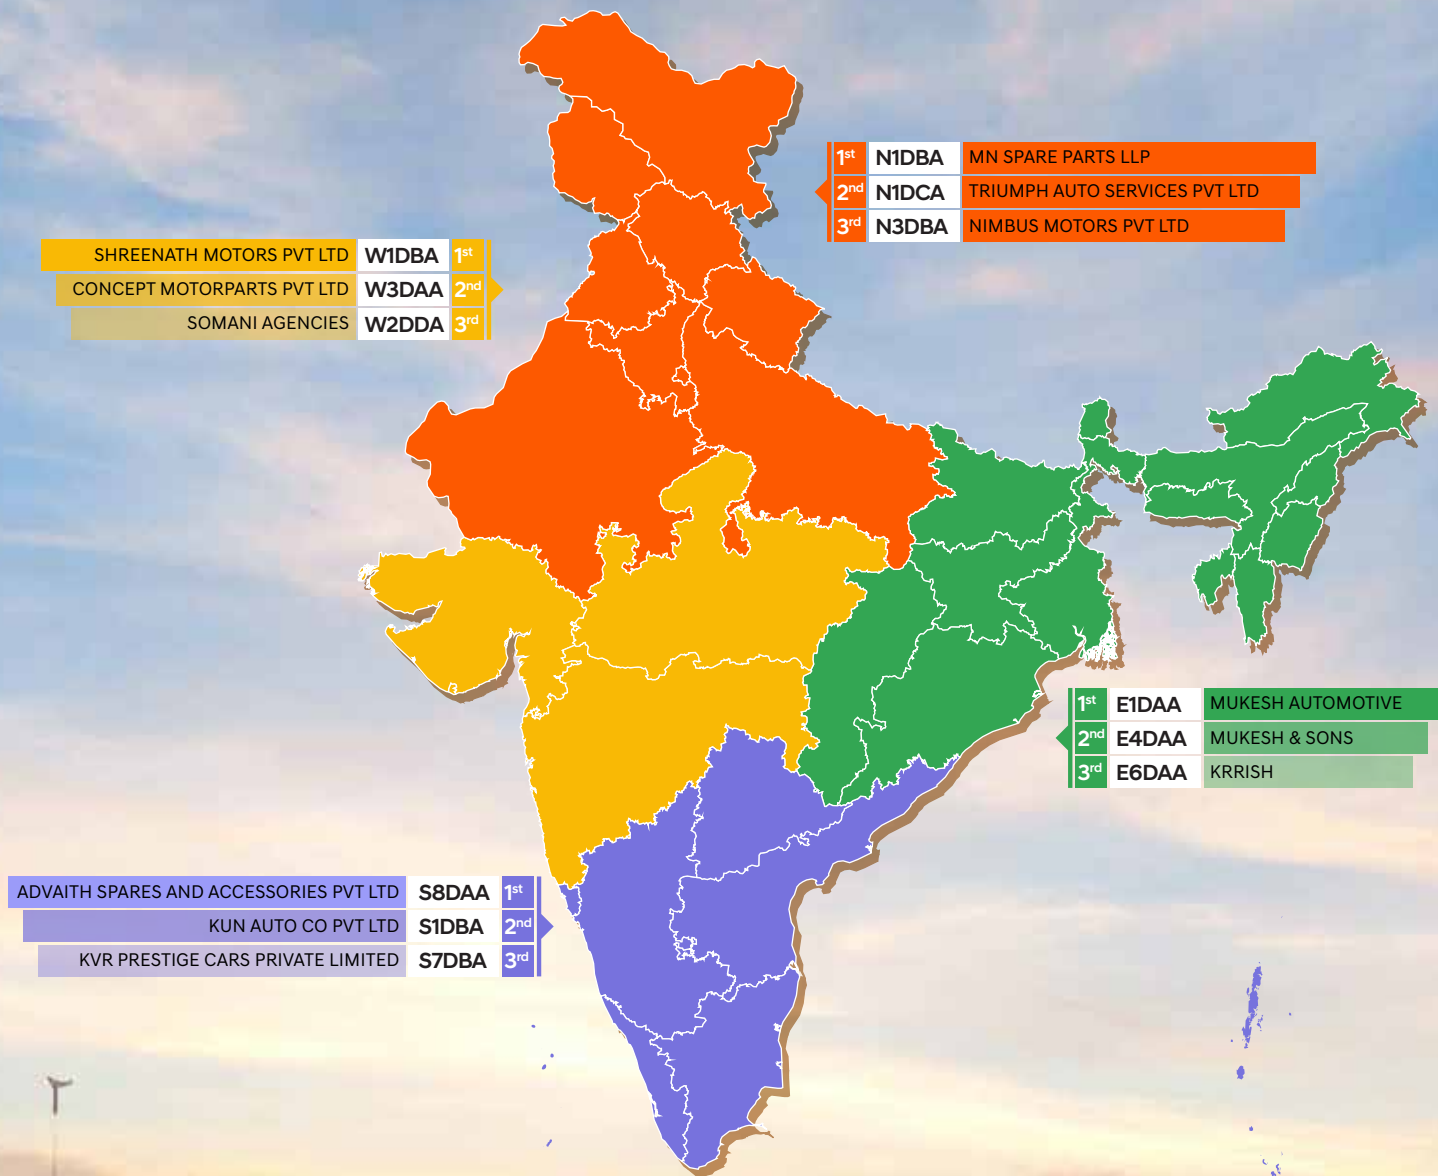 1st N1DBA MN SPARE PARTS LLP
2nd N1DCA TRIUMPH AUTO SERVICES PVT LTD
3rd N3DBA NIMBUS MOTORS PVT LTD
SHREENATH MOTORS PVT LTD W1DBA 1st
CONCEPT MOTORPARTS PVT LTD W3DAA 2nd
SOMANI AGENCIES W2DDA 3rd
1st E1DAA MUKESH AUTOMOTIVE
2nd E4DAA MUKESH & SONS
3rd E6DAA KRRISH
ADVAITH SPARES AND ACCESSORIES PVT LTD S8DAA 1st
KUN AUTO CO PVT LTD S1DBA 2nd
KVR PRESTIGE CARS PRIVATE LIMITED S7DBA 3rd